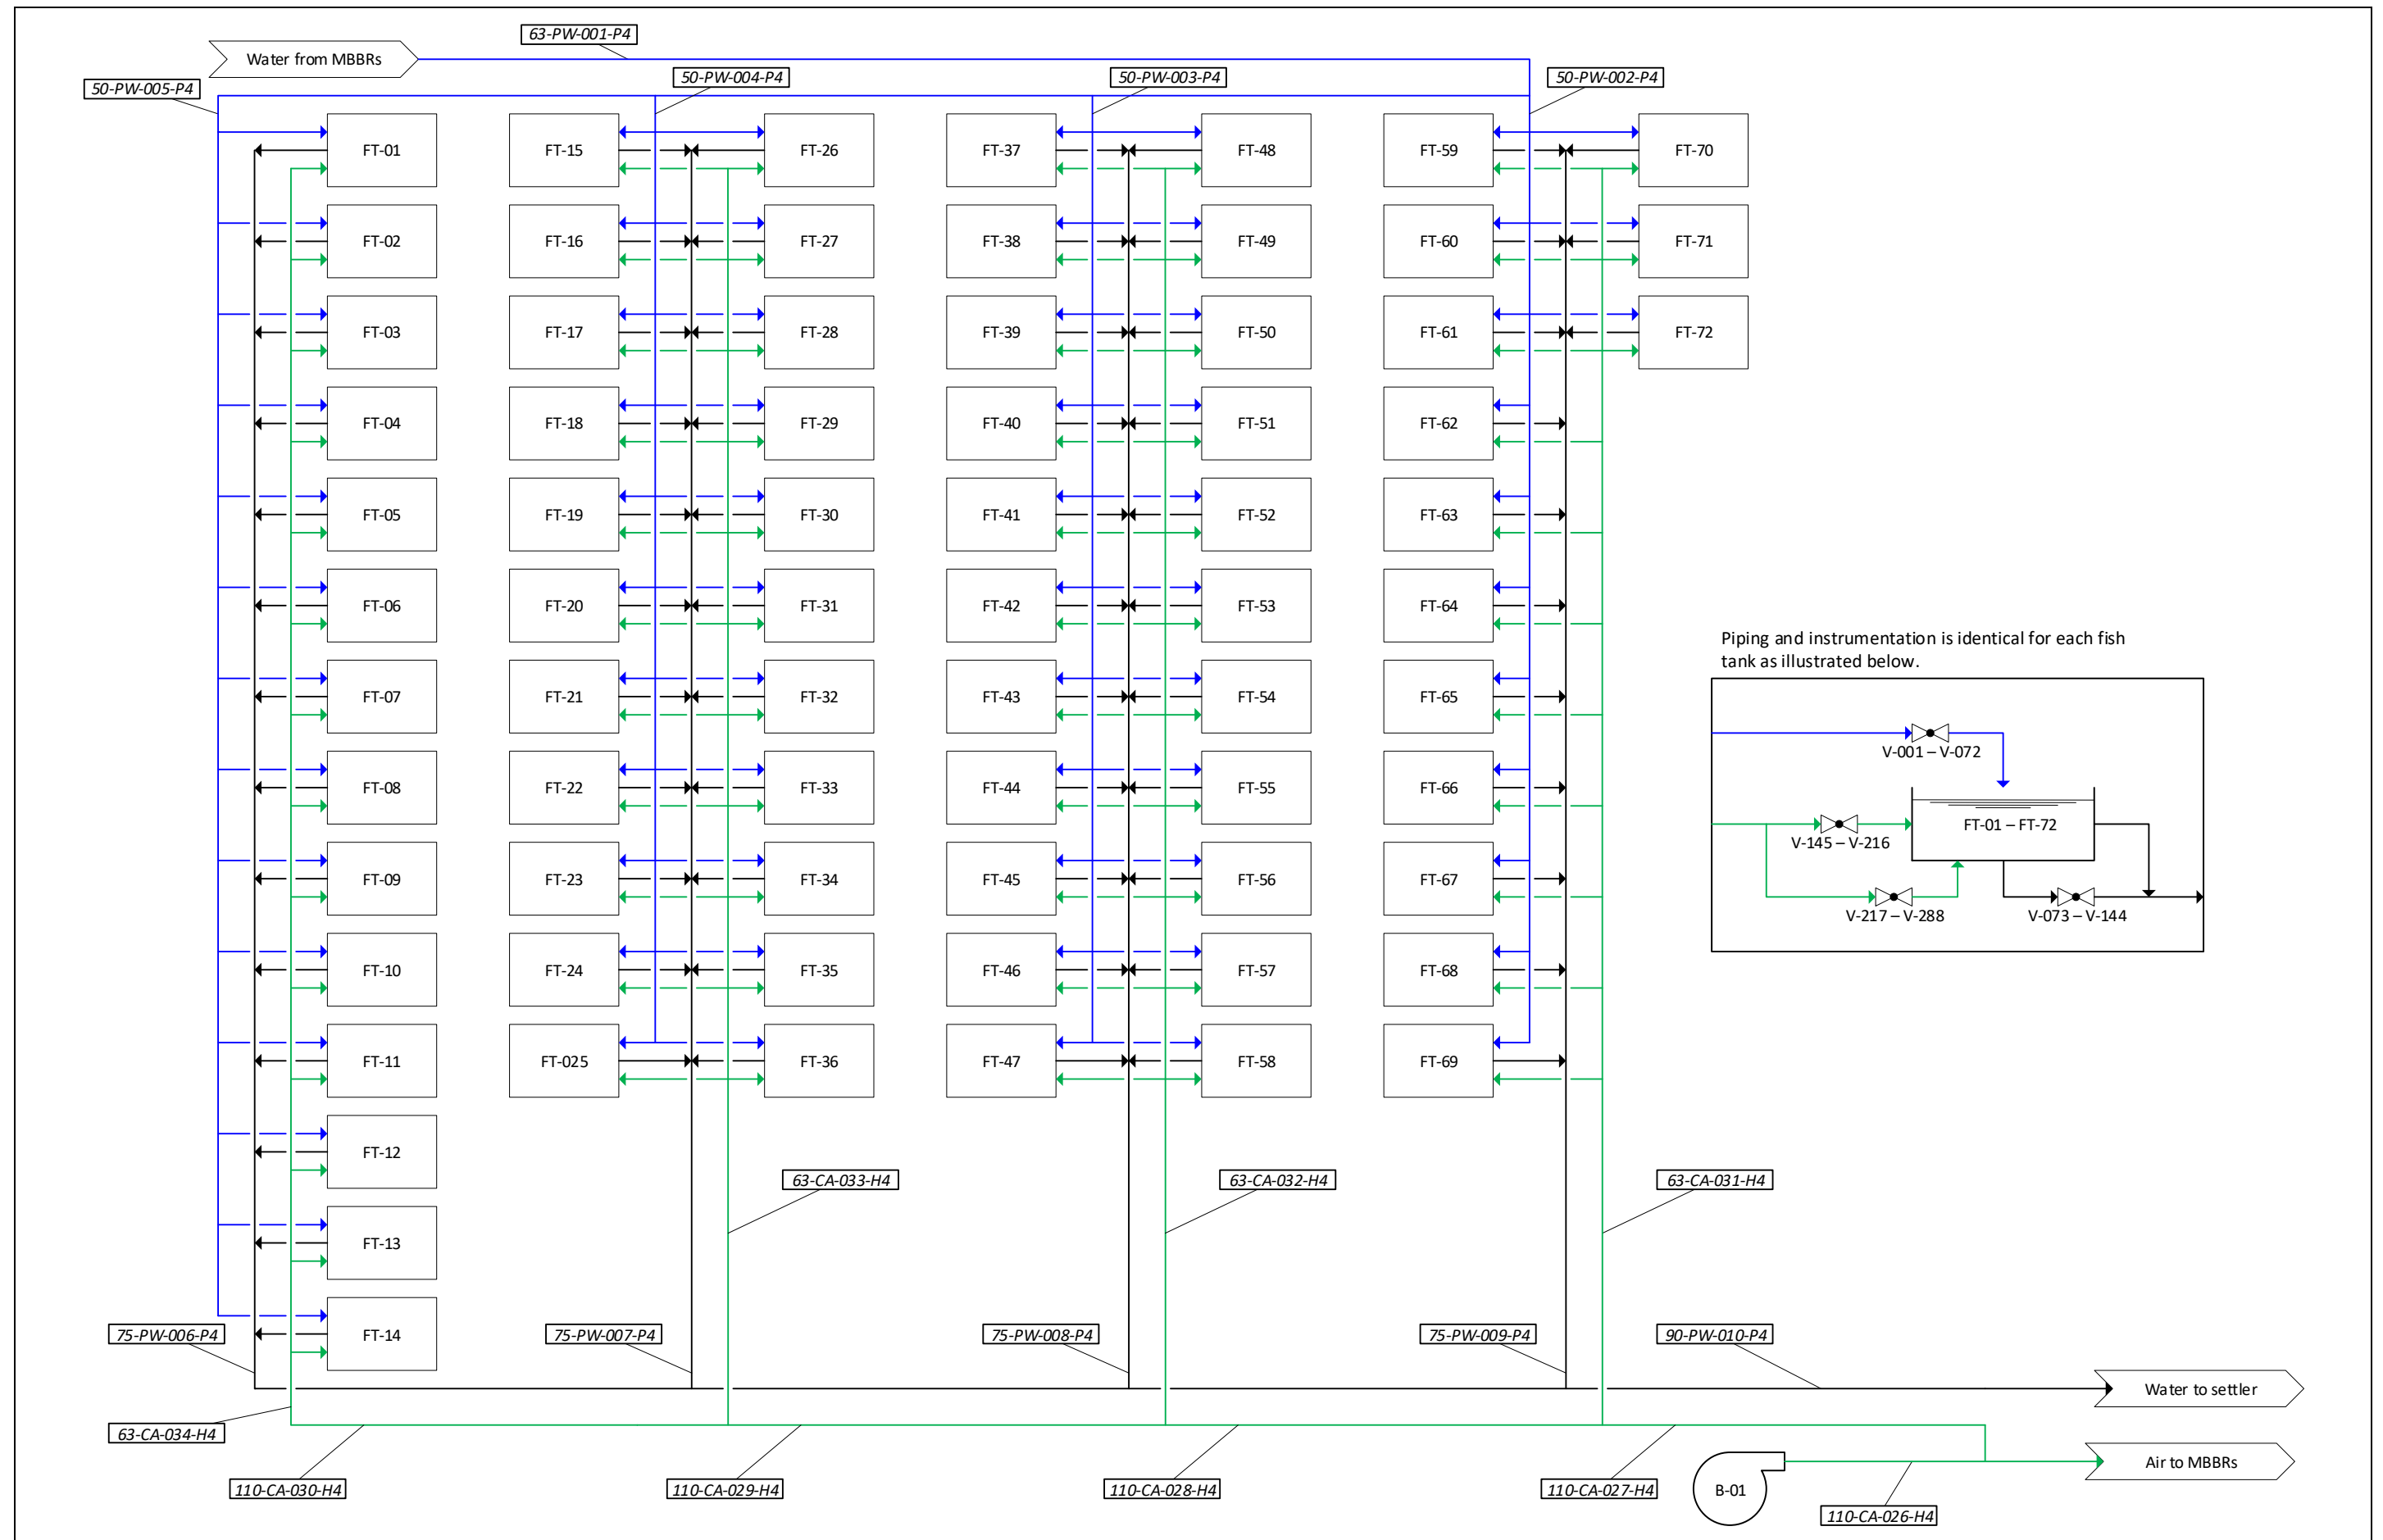 63-PW-001-P4
Water from MBBRs
50-PW-005-P4
50-PW-004-P4
50-PW-003-P4
50-PW-002-P4
FT-01
FT-15
FT-26
FT-37
FT-48
FT-59
FT-70
FT-02
FT-16
FT-27
FT-38
FT-49
FT-60
FT-71
FT-03
FT-17
FT-28
FT-39
FT-50
FT-61
FT-72
FT-04
FT-18
FT-29
FT-40
FT-51
FT-62
FT-05
FT-19
FT-30
FT-41
FT-52
FT-63
FT-06
FT-20
FT-31
FT-42
FT-53
FT-64
Piping and instrumentation is identical for each fish
tank as illustrated below.
FT-07
FT-21
FT-32
FT-43
FT-54
FT-65
V-001 – V-072
FT-08
FT-22
FT-33
FT-44
FT-55
FT-66
FT-01 – FT-72
V-145 – V-216
FT-09
FT-23
FT-34
FT-45
FT-56
FT-67
V-217 – V-288
V-073 – V-144
FT-10
FT-24
FT-35
FT-46
FT-57
FT-68
FT-11
FT-025
FT-36
FT-47
FT-58
FT-69
FT-12
63-CA-033-H4
63-CA-032-H4
63-CA-031-H4
FT-13
FT-14
75-PW-006-P4
75-PW-007-P4
75-PW-008-P4
75-PW-009-P4
90-PW-010-P4
Water to settler
63-CA-034-H4
Air to MBBRs
110-CA-030-H4
110-CA-029-H4
110-CA-028-H4
110-CA-027-H4
B-01
110-CA-026-H4